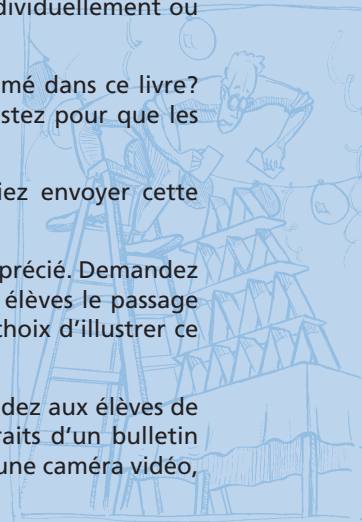 dividuellement ou
mé dans ce livre?
stez pour que les
iez envoyer cette
précié. Demandez
élèves le passage
choix d'illustrer ce
dez aux élèves de
raits d'un bulletin
une caméra vidéo,